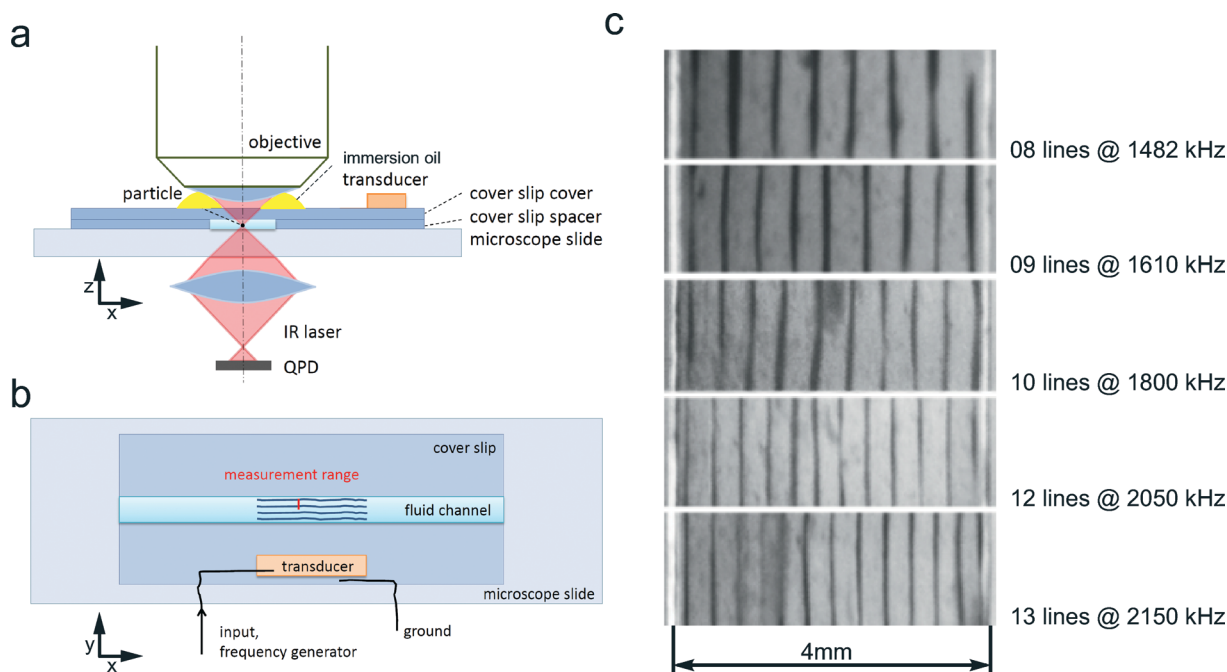 a
objective
immersion oil
transducer
particle
cover slip cover
cover slip spacer
microscope slide
z
x
IR laser
QPD
b
cover slip
measurement range
fluid channel
transducer
microscope slide
y
x
input,
frequency generator
ground
c
08 lines @ 1482 kHz
09 lines @ 1610 kHz
10 lines @ 1800 kHz
12 lines @ 2050 kHz
13 lines @ 2150 kHz
4mm